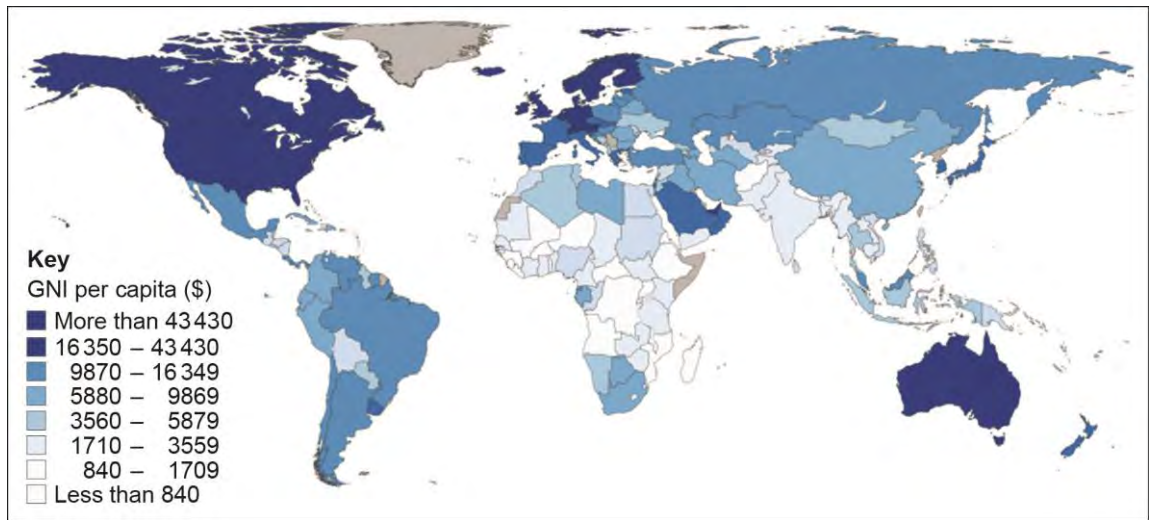 Key
GNI per capita ($)
More than 43 430
16 350 – 43 430
9870 – 16 349
5880 – 9869
3560 – 5879
1710 – 3559
840 – 1709
Less than 840